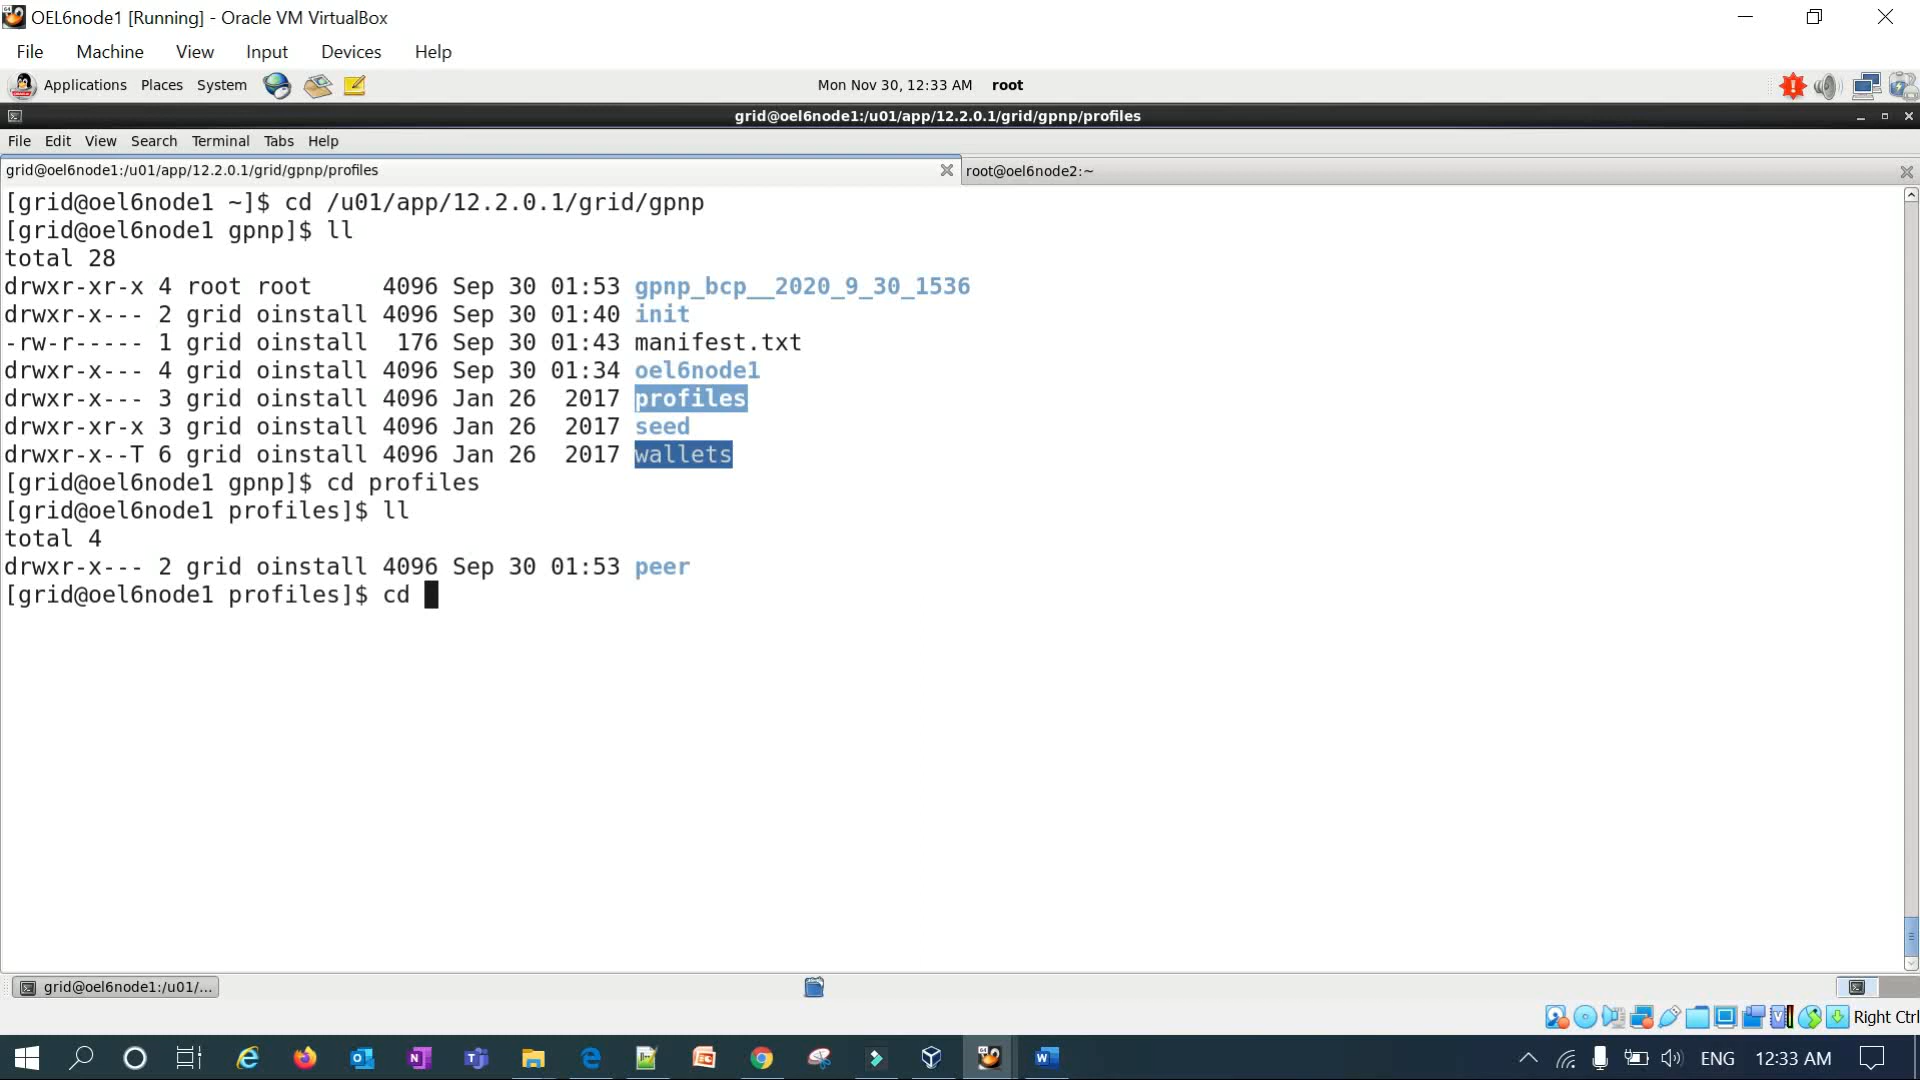 OEL6node1 [Running] - Oracle VM VirtualBox
File Machine View Input Devices Help
Applications Places System Mon Nov 30, 12:33 AM root
grid@oel6node1:/u01/app/12.2.0.1/grid/gpnp/profiles
File Edit View Search Terminal Tabs Help
grid@oel6node1:/u01/app/12.2.0.1/grid/gpnp/profiles root@oel6node2:~
[grid@oel6node1 ~]$ cd /u01/app/12.2.0.1/grid/gpnp
[grid@oel6node1 gpnp]$ ll
total 28
drwxr-xr-x 4 root root     4096 Sep 30 01:53 gpnp_bcp__2020_9_30_1536
drwxr-x--- 2 grid oinstall 4096 Sep 30 01:40 init
-rw-r----- 1 grid oinstall  176 Sep 30 01:43 manifest.txt
drwxr-x--- 4 grid oinstall 4096 Sep 30 01:34 oel6node1
drwxr-x--- 3 grid oinstall 4096 Jan 26  2017 profiles
drwxr-xr-x 3 grid oinstall 4096 Jan 26  2017 seed
drwxr-x--T 6 grid oinstall 4096 Jan 26  2017 wallets
[grid@oel6node1 gpnp]$ cd profiles
[grid@oel6node1 profiles]$ ll
total 4
drwxr-x--- 2 grid oinstall 4096 Sep 30 01:53 peer
[grid@oel6node1 profiles]$ cd
grid@oel6node1:/u01/...
Right Ctrl
ENG 12:33 AM